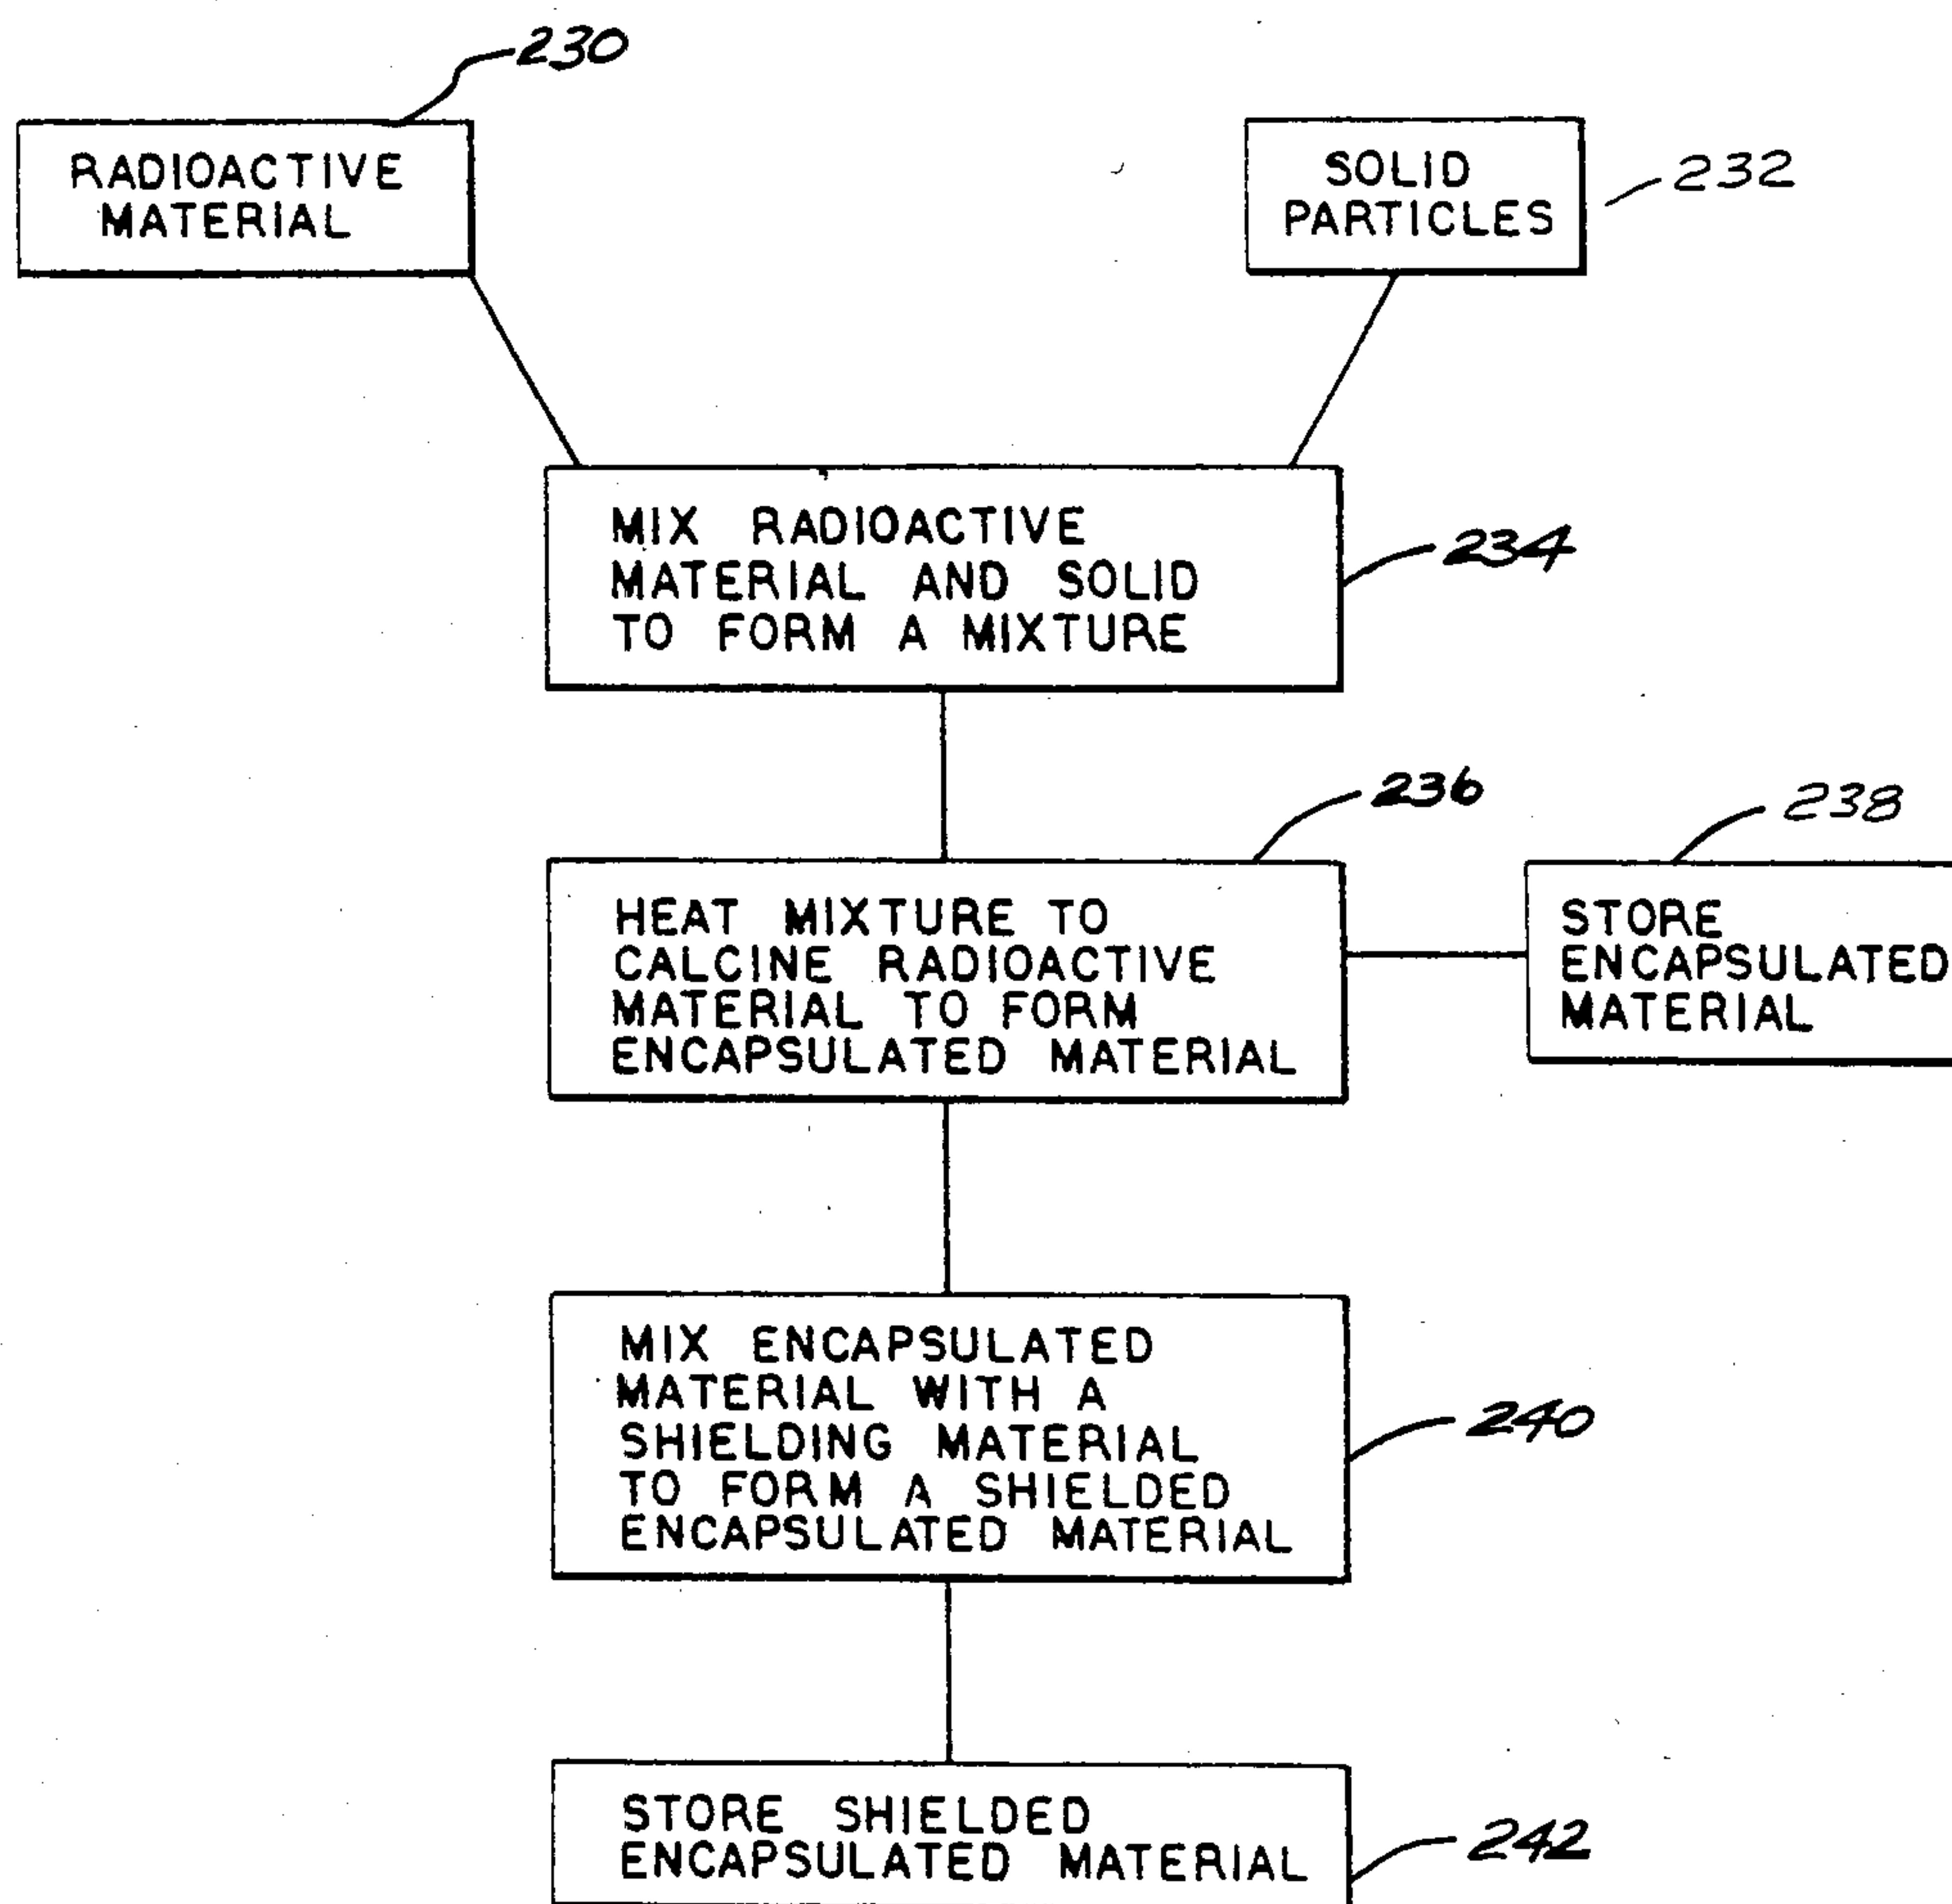 230
RADIOACTIVE
MATERIAL
SOLID
PARTICLES
232
MIX RADIOACTIVE
MATERIAL AND SOLID
TO FORM A MIXTURE
234
236
238
HEAT MIXTURE TO
CALCINE RADIOACTIVE
MATERIAL TO FORM
ENCAPSULATED MATERIAL
STORE
ENCAPSULATED
MATERIAL
MIX ENCAPSULATED
MATERIAL WITH A
SHIELDING MATERIAL
TO FORM A SHIELDED
ENCAPSULATED MATERIAL
240
STORE SHIELDED
ENCAPSULATED MATERIAL
242